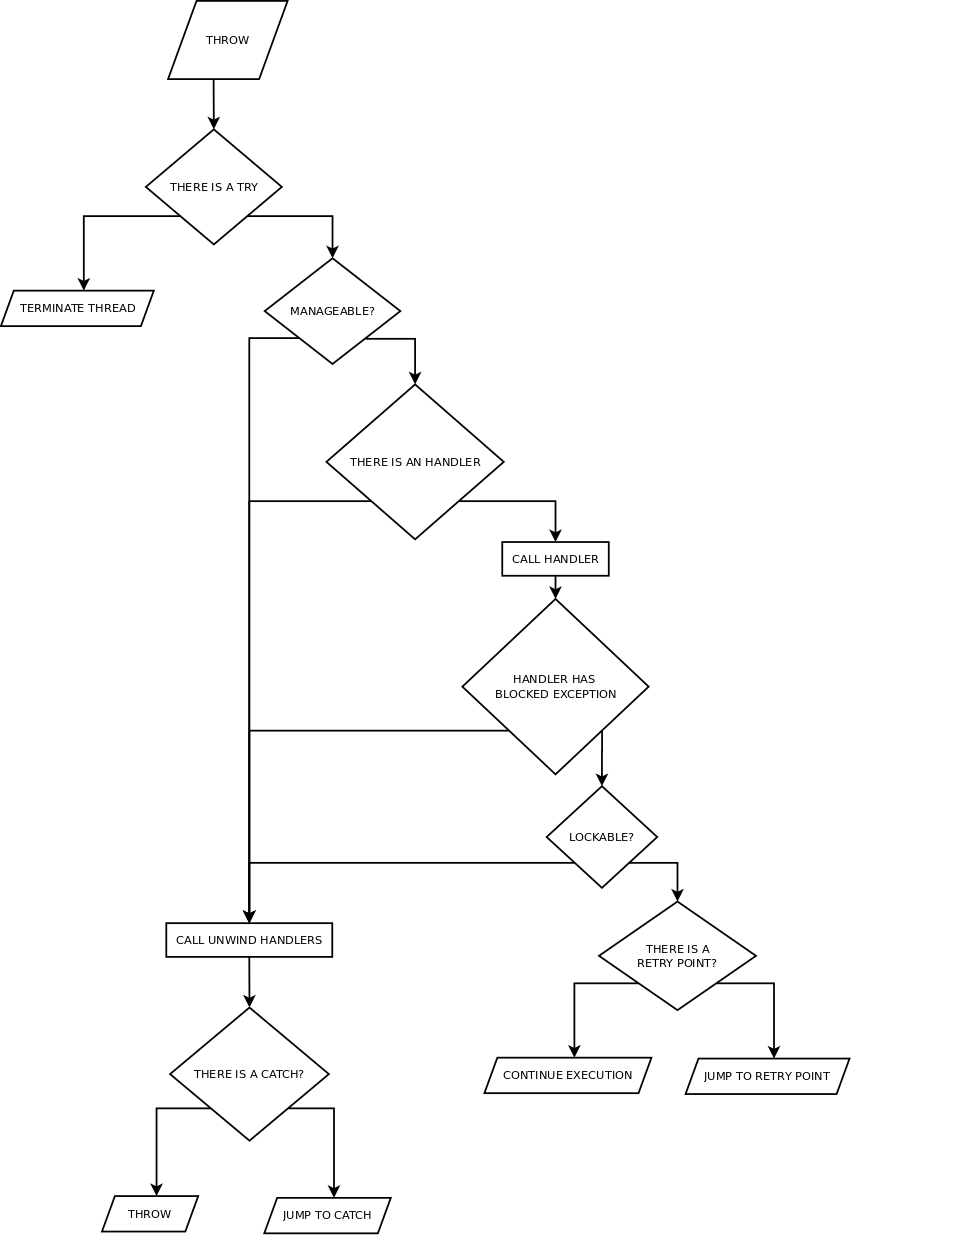 THROW
THERE IS A TRY
TERMINATE THREAD
MANAGEABLE?
THERE IS AN HANDLER
CALL HANDLER
HANDLER HAS
BLOCKED EXCEPTION
LOCKABLE?
CALL UNWIND HANDLERS
THERE IS A
RETRY POINT?
THERE IS A CATCH?
CONTINUE EXECUTION
JUMP TO RETRY POINT
THROW
JUMP TO CATCH